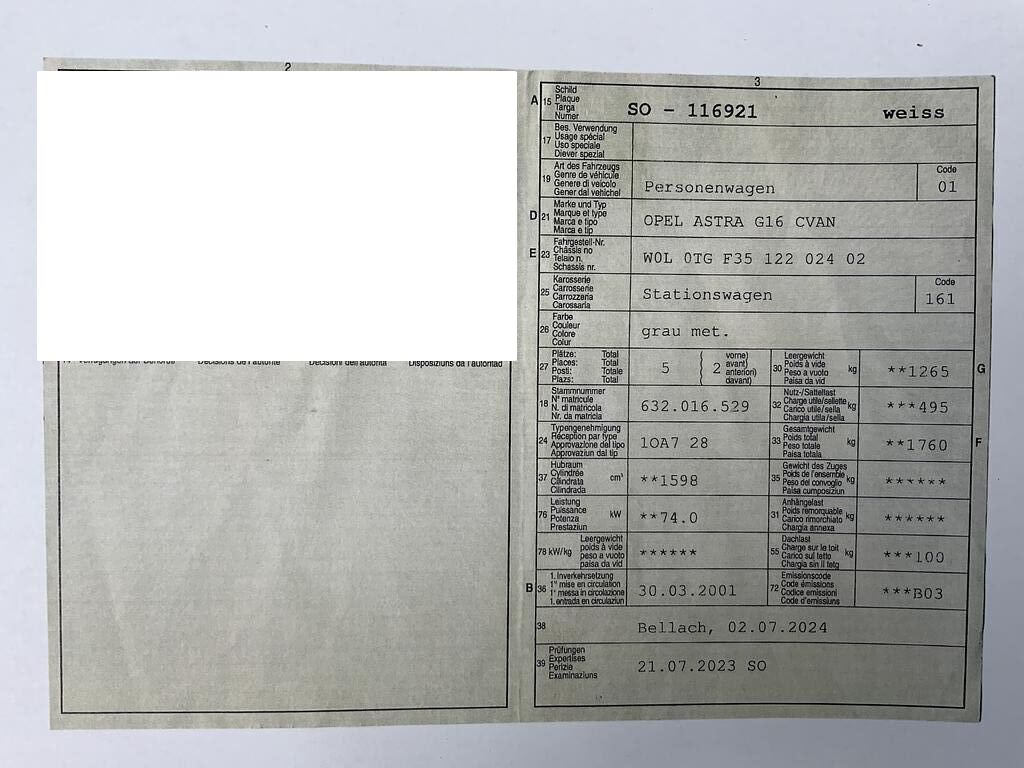 2
14 Verfügungen der Behörde Décisions de l'autorité Decisioni dell'autorità Disposiziuns da l'autoriad
3
A 15 Schild
Plaque
Targa
Numer
SO - 116921 weiss
17 Bes. Verwendung
Usage spécial
Uso speciale
Diever spezial
19 Art des Fahrzeugs
Genre de véhicule
Genere di veicolo
Gener dal vehichel
Personenwagen
Code
01
D 21 Marke und Typ
Marque et type
Marca e tipo
Marca e tip
OPEL ASTRA G16 CVAN
E 23 Fahrgestell-Nr.
Châssis no
Telaio n.
Schassis nr.
W0L 0TG F35 122 024 02
25 Karosserie
Carrosserie
Carrozzeria
Carossaria
Stationswagen
Code
161
26 Farbe
Couleur
Colore
Colur
grau met.
27 Plätze: Total
Places: Total
Posti: Totale
Plazs: Total
5 { 2 vorne)
avant)
anteriori)
davant)
30 Leergewicht
Poids à vide
Peso a vuoto
Paisa da vid
kg **1265 G
18 Stammnummer
N° matricule
N. di matricola
Nr. da matricla
632.016.529
32 Nutz-/Sattellast
Charge utile/sellette
Carico utile/sella
Chargia utila/sella
kg ***495
24 Typengenehmigung
Réception par type
Approvazione del tipo
Approvaziun dal tip
1OA7 28
33 Gesamtgewicht
Poids total
Peso totale
Paisa totala
kg **1760 F
37 Hubraum
Cylindrée
Cilindrata
Cilindrada
cm³ **1598
35 Gewicht des Zuges
Poids de l'ensemble
Peso del convoglio
Paisa cumposiziun
kg ******
76 Leistung
Puissance
Potenza
Prestaziun
kW **74.0
31 Anhängelast
Poids remorquable
Carico rimorchiato
Chargia annexa
kg ******
78 kW/kg Leergewicht
poids à vide
peso a vuoto
paisa da vid
******
55 Dachlast
Charge sur le toit
Carico sul tetto
Chargia sin il tetg
kg ***100
B 36 1. Inverkehrsetzung
1re mise en circulation
1a messa in circolazione
1. entrada en circulaziun
30.03.2001
72 Emissionscode
Code émissions
Codice emissioni
Code d'emissiuns
***B03
38 Bellach, 02.07.2024
39 Prüfungen
Expertises
Perizie
Examinaziuns
21.07.2023 SO